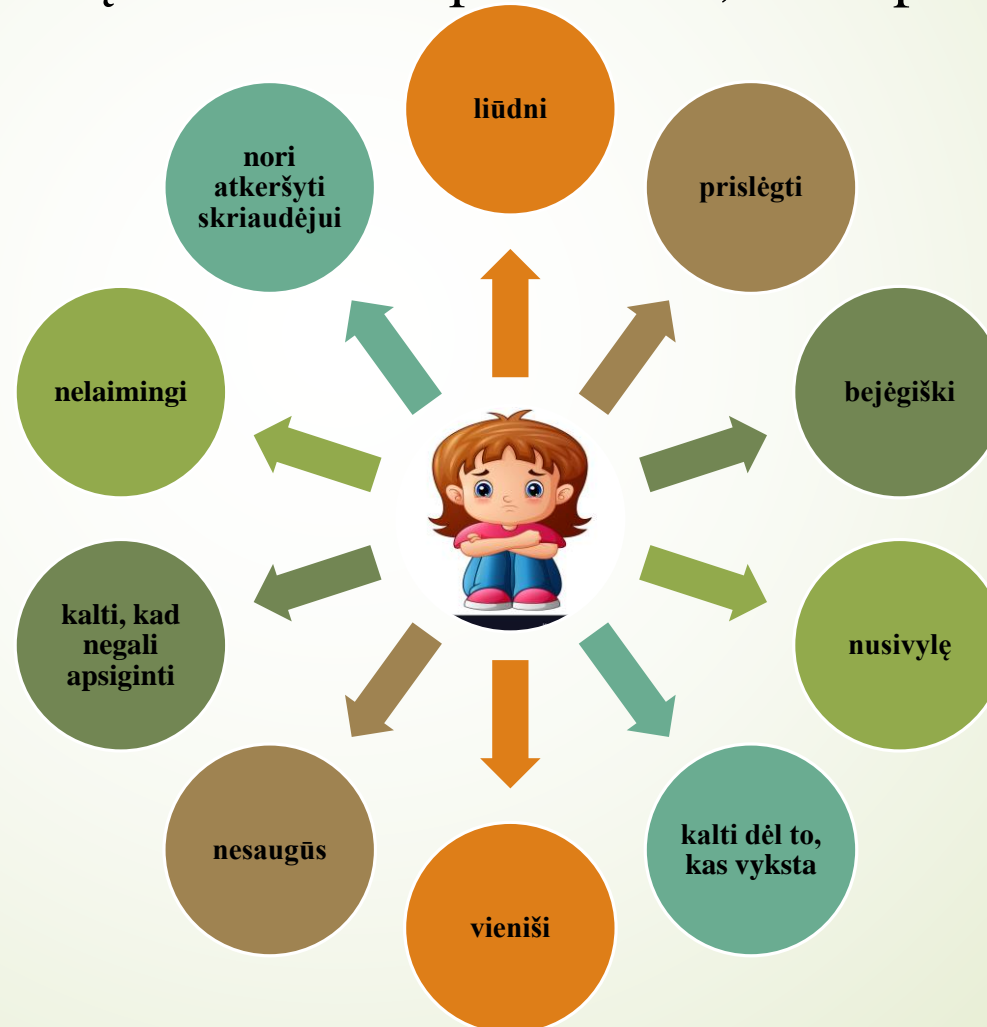 liūdni
prislėgti
bejėgiški
nusivylę
kalti dėl to,
kas vyksta
vieniši
nesaugūs
kalti, kad
negali
apsiginti
nelaimingi
nori
atkeršyti
skriaudėjui